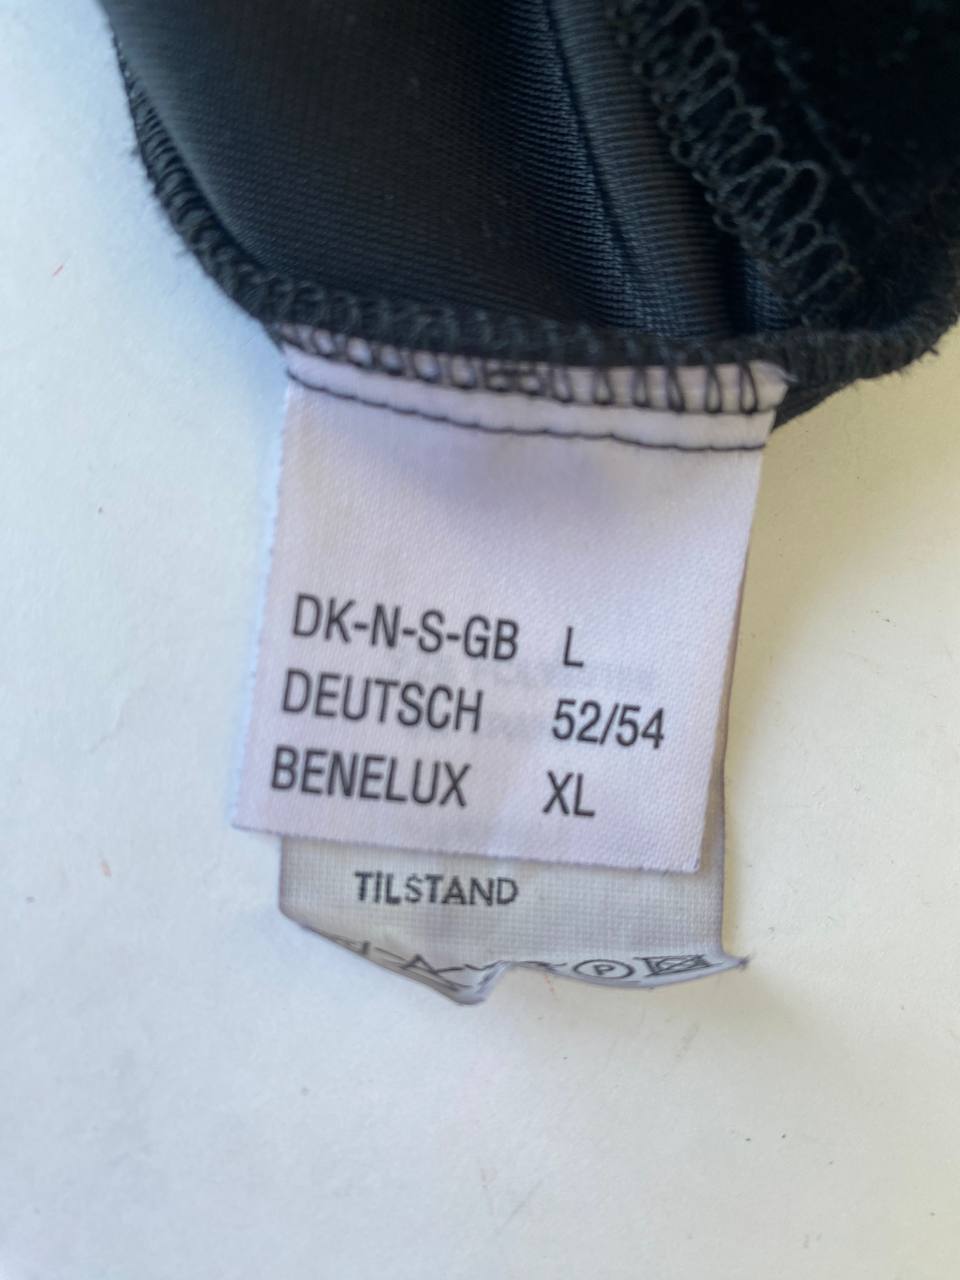 DK-N-S-GB L
DEUTSCH 52/54
BENELUX XL
TILSTAND
P